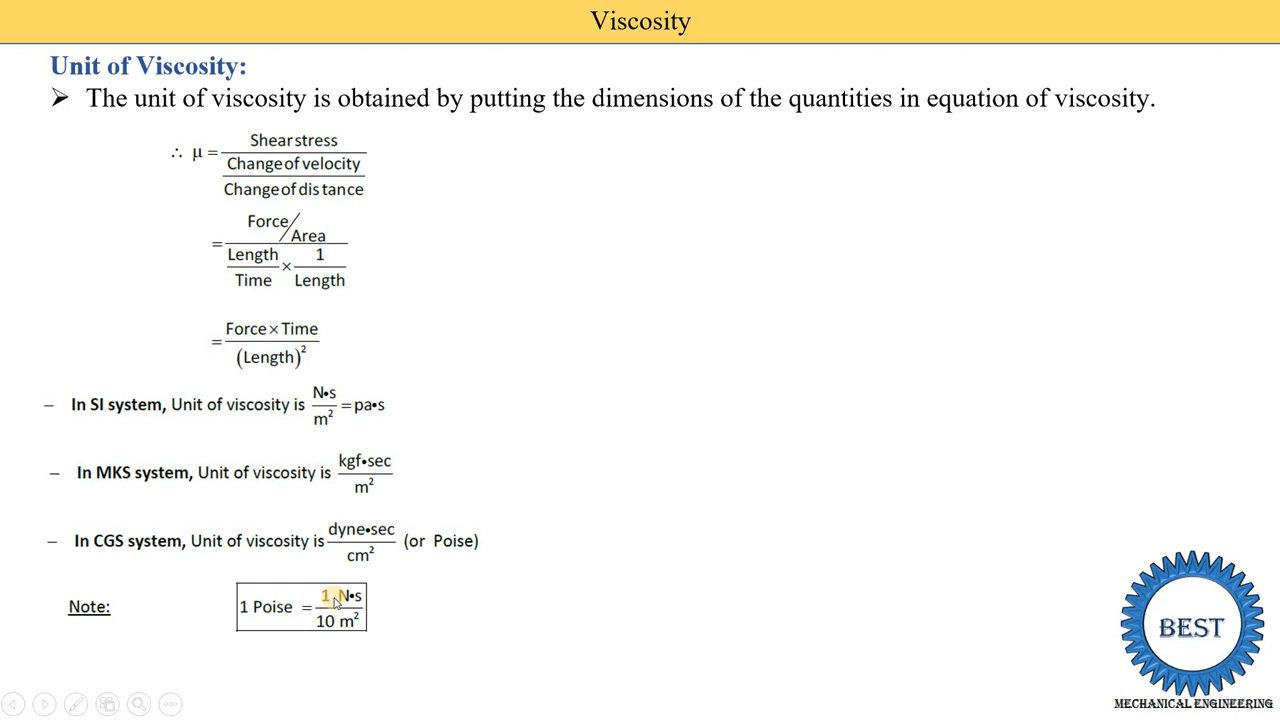 Viscosity
Unit of Viscosity:
➢ The unit of viscosity is obtained by putting the dimensions of the quantities in equation of viscosity.
∴ μ = Shear stress
Change of velocity
Change of distance
= Force/Area
Length 1
Time × Length
= Force × Time
(Length)²
– In SI system, Unit of viscosity is N•s/m² = pa•s
– In MKS system, Unit of viscosity is kgf•sec/m²
– In CGS system, Unit of viscosity is dyne•sec/cm² (or Poise)
Note: 1 Poise = 1 N•s/10 m²
BEST
MECHANICAL ENGINEERING